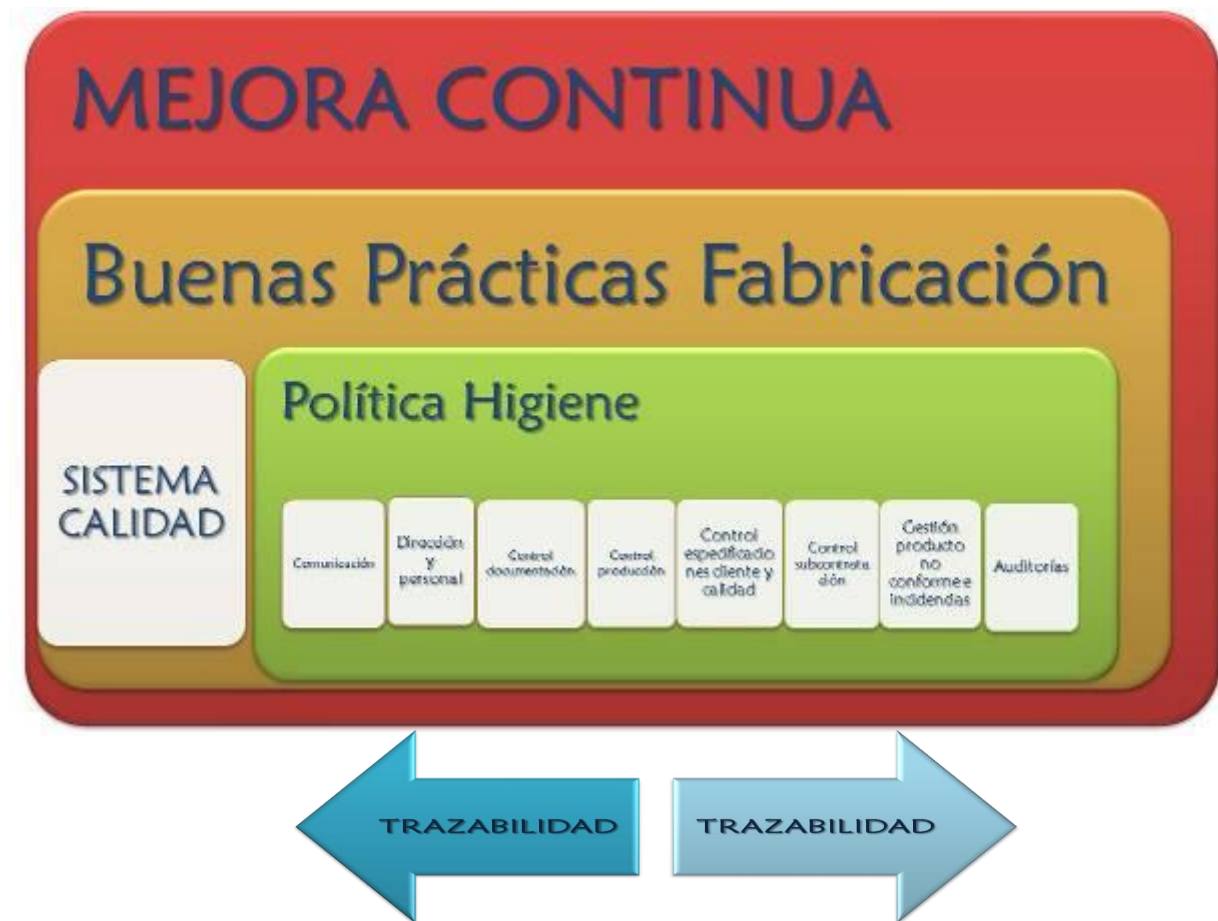 MEJORA CONTINUA
Buenas Prácticas Fabricación
SISTEMA
CALIDAD
Política Higiene
Comunicación
Dirección
y
personal
Control
documentación
Control
producción
Control
especificacio
nes cliente y
calidad
Control
subcontrata
ción
Gestión
producto
no
conforme e
incidencias
Auditorías
TRAZABILIDAD
TRAZABILIDAD